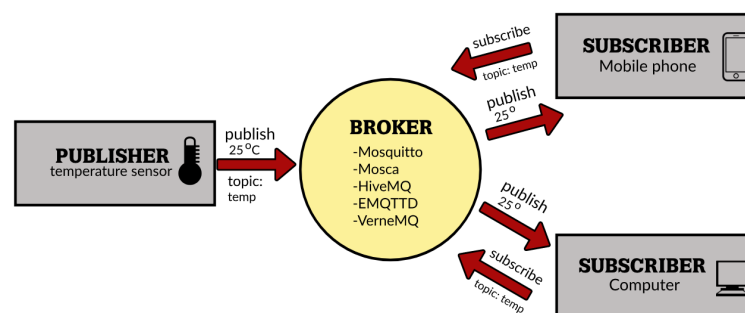 PUBLISHER
temperature sensor
publish
25°C
topic:
temp
BROKER
-Mosquitto
-Mosca
-HiveMQ
-EMQTTD
-VerneMQ
subscribe
topic: temp
publish
25°
SUBSCRIBER
Mobile phone
publish
25°
subscribe
topic: temp
SUBSCRIBER
Computer